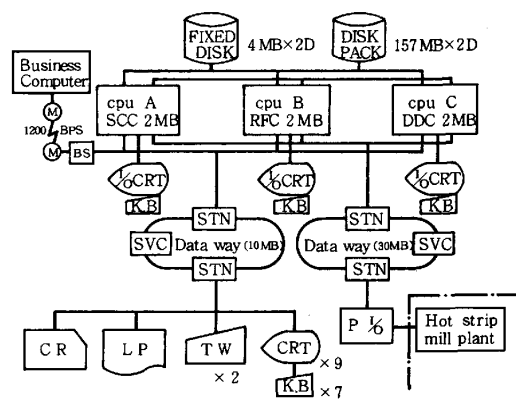 FIXED
DISK
4 MB×2D
DISK
PACK
157 MB×2D
Business
Computer
M
1200 BPS
M
BS
cpu A
SCC 2MB
cpu B
RFC 2MB
cpu C
DDC 2MB
I/O CRT
K.B
I/O CRT
K.B
I/O CRT
K.B
STN
SVC
Data way (10MB)
STN
STN
Data way (30MB)
SVC
STN
C R
L P
T W
× 2
CRT
× 9
K.B
× 7
P I/O
Hot strip
mill plant